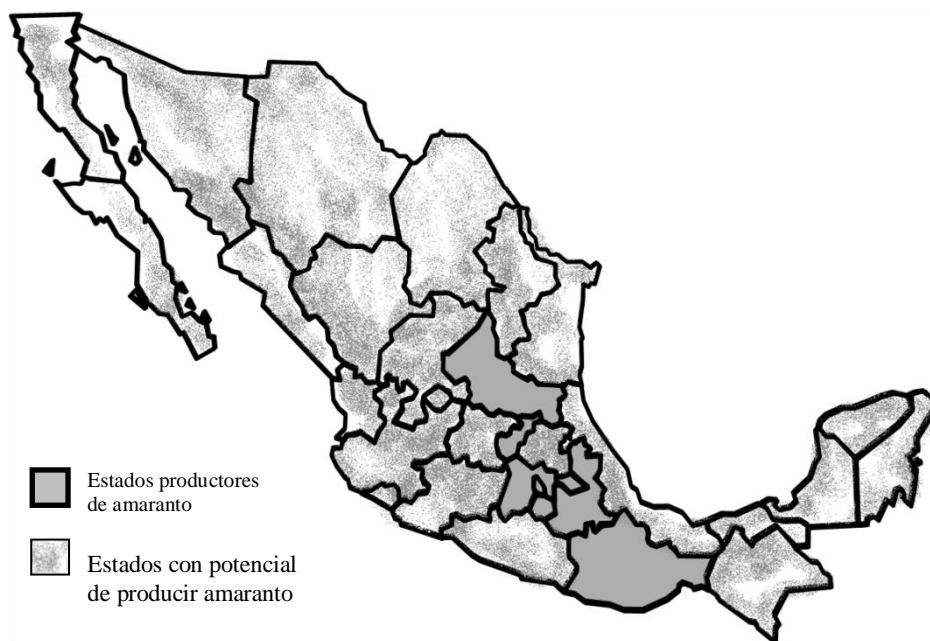 Estados productores
de amaranto
Estados con potencial
de producir amaranto